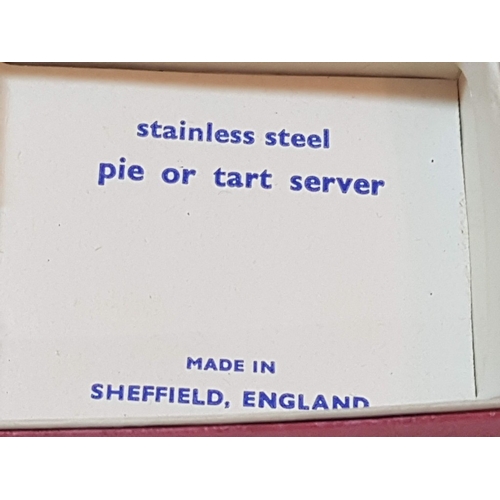 stainless steel
pie or tart server
MADE IN
SHEFFIELD, ENGLAND